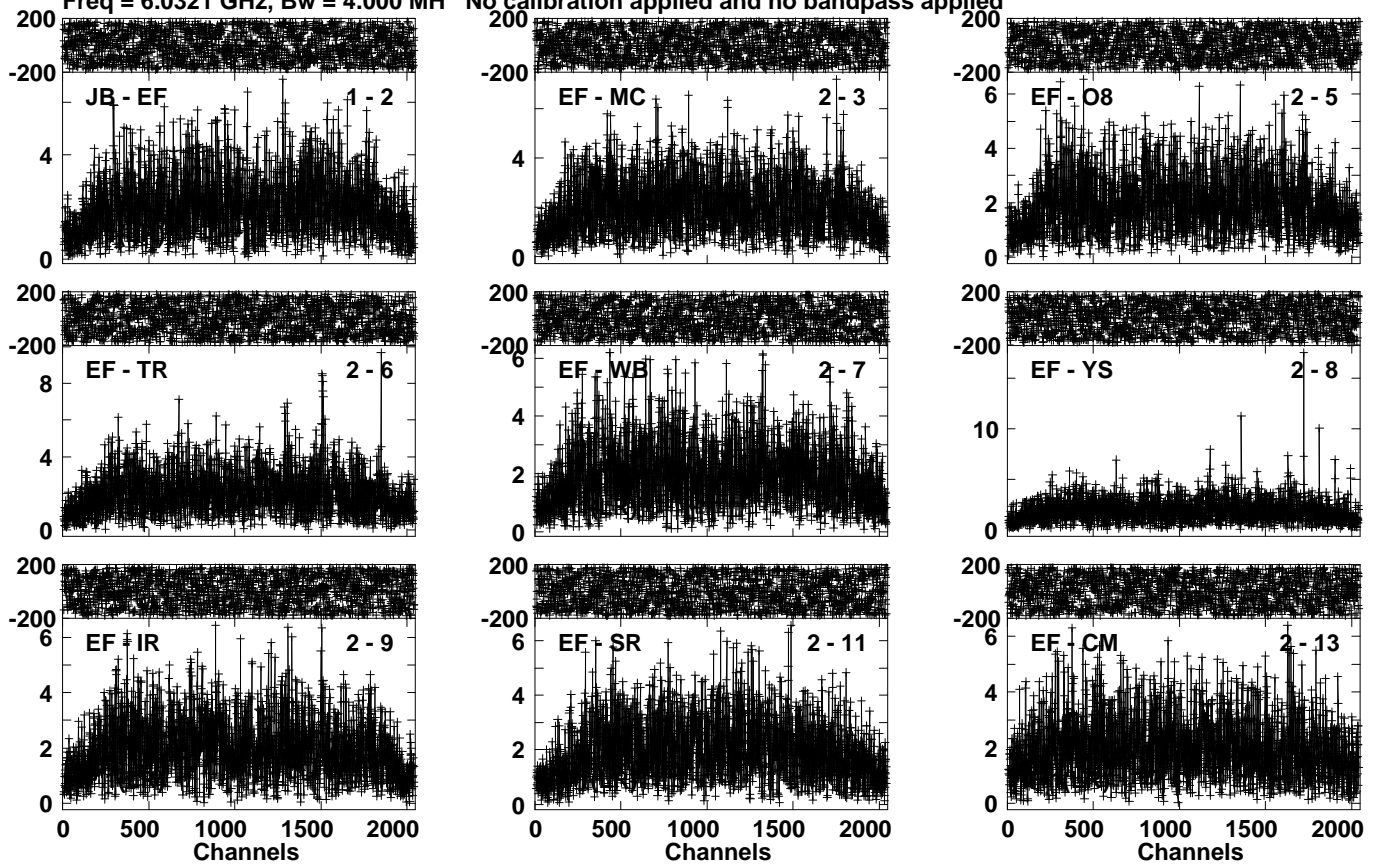 Freq = 6.0321 GHz, Bw = 4.000 MH No calibration applied and no bandpass applied
200 200 200
-200 -200 -200
JB - EF 1 - 2 EF - MC 2 - 3 6 EF - O8 2 - 5
4 4 4
2
0 0 0
200 200 200
-200 -200 -200
EF - TR 2 - 6 6 EF - WB 2 - 7 EF - YS 2 - 8
8 4 10
4 2
0 0 0
200 200 200
-200 -200 -200
6 EF - IR 2 - 9 6 EF - SR 2 - 11 6 EF - CM 2 - 13
4 4 4
2 2 2
0 0 0
0 500 1000 1500 2000 0 500 1000 1500 2000 0 500 1000 1500 2000
Channels Channels Channels